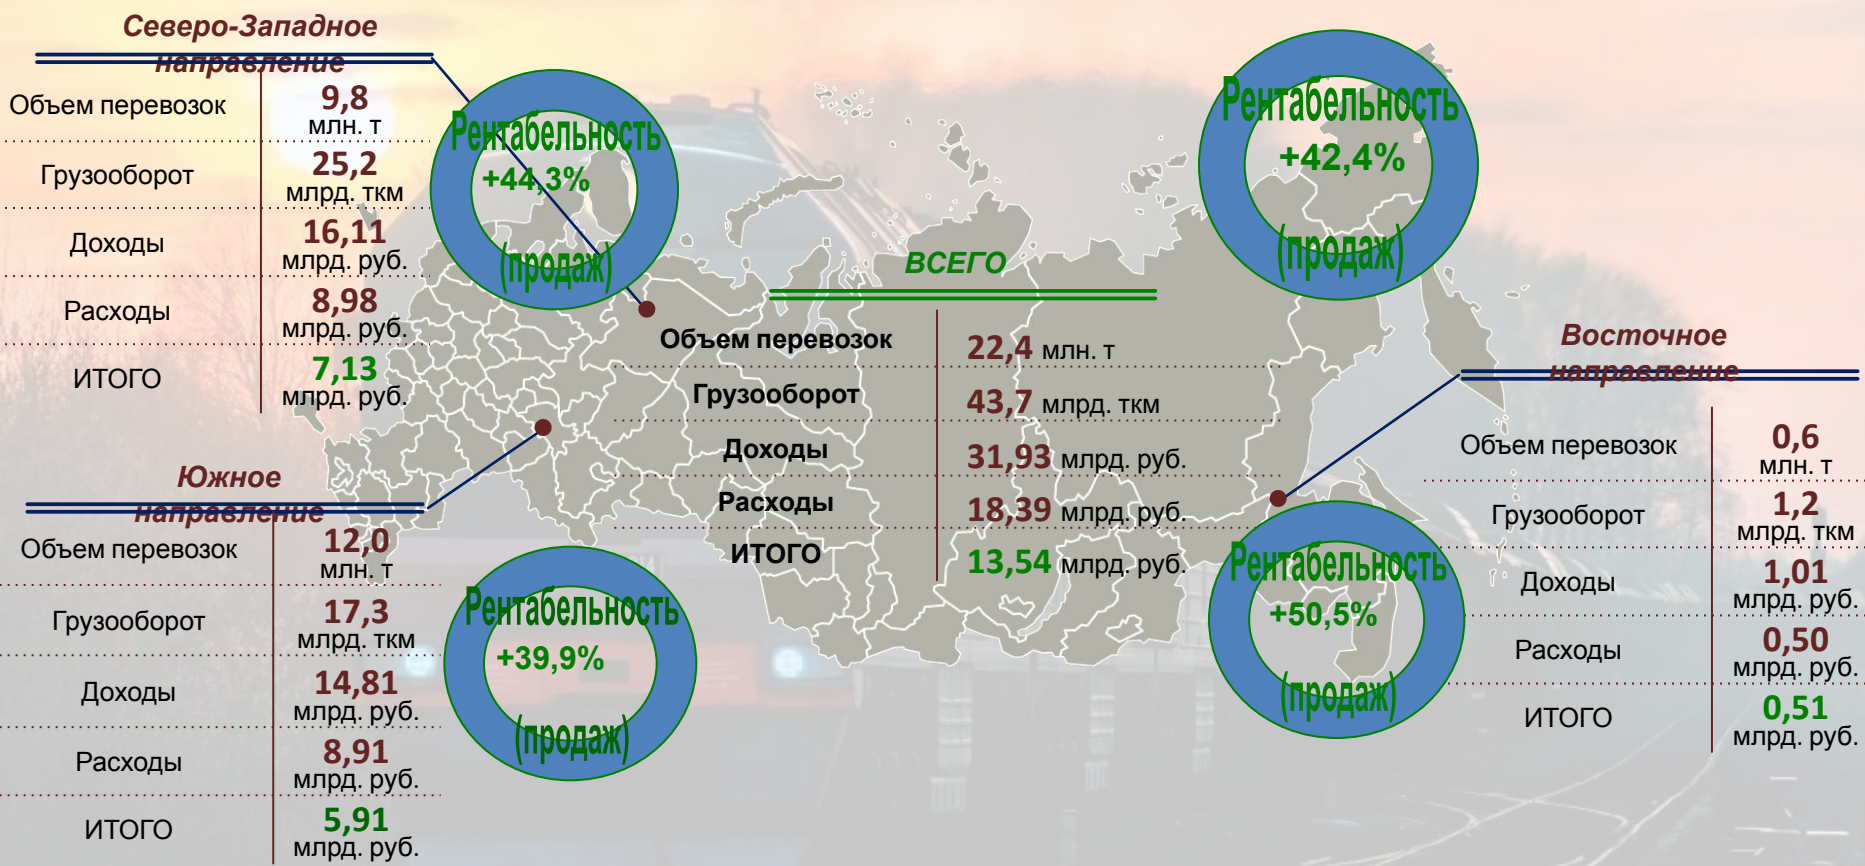 Северо-Западное
направление
Объем перевозок
9,8
млн. т
Грузооборот
25,2
млрд. ткм
Доходы
16,11
млрд. руб.
Расходы
8,98
млрд. руб.
ИТОГО
7,13
млрд. руб.
Рентабельность
+44,3%
(продаж)
Южное
направление
Объем перевозок
12,0
млн. т
Грузооборот
17,3
млрд. ткм
Доходы
14,81
млрд. руб.
Расходы
8,91
млрд. руб.
ИТОГО
5,91
млрд. руб.
Рентабельность
+39,9%
(продаж)
ВСЕГО
Объем перевозок
22,4 млн. т
Грузооборот
43,7 млрд. ткм
Доходы
31,93 млрд. руб.
Расходы
18,39 млрд. руб.
ИТОГО
13,54 млрд. руб.
Рентабельность
+42,4%
(продаж)
Восточное
направление
Объем перевозок
0,6
млн. т
Грузооборот
1,2
млрд. ткм
Доходы
1,01
млрд. руб.
Расходы
0,50
млрд. руб.
ИТОГО
0,51
млрд. руб.
Рентабельность
+50,5%
(продаж)